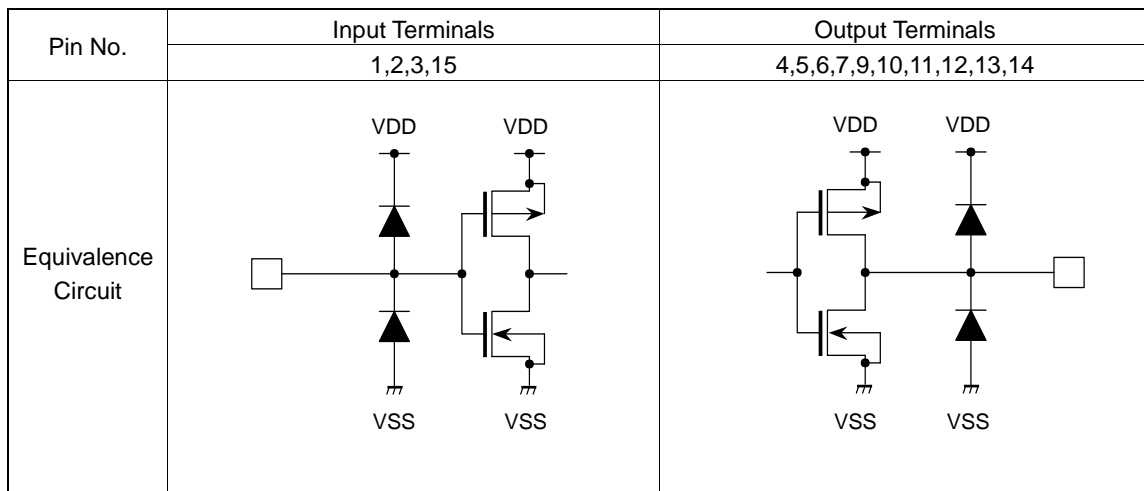 Pin No.
Input Terminals
Output Terminals
1,2,3,15
4,5,6,7,9,10,11,12,13,14
Equivalence
Circuit
VDD
VDD
VSS
VSS
VDD
VDD
VSS
VSS